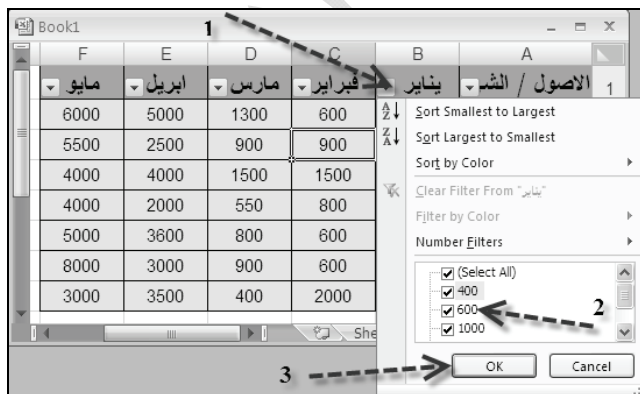 Book1
1
F E D C B A
مايو ابريل مارس فبراير يناير الاصول / الشـ 1
6000 5000 1300 600
5500 2500 900 900
4000 4000 1500 1500
4000 2000 550 800
5000 3600 800 600
8000 3000 900 600
3000 3500 400 2000
Sort Smallest to Largest
Sort Largest to Smallest
Sort by Color
Clear Filter From "يناير"
Filter by Color
Number Filters
(Select All)
400
600
2
1000
OK Cancel
3
She